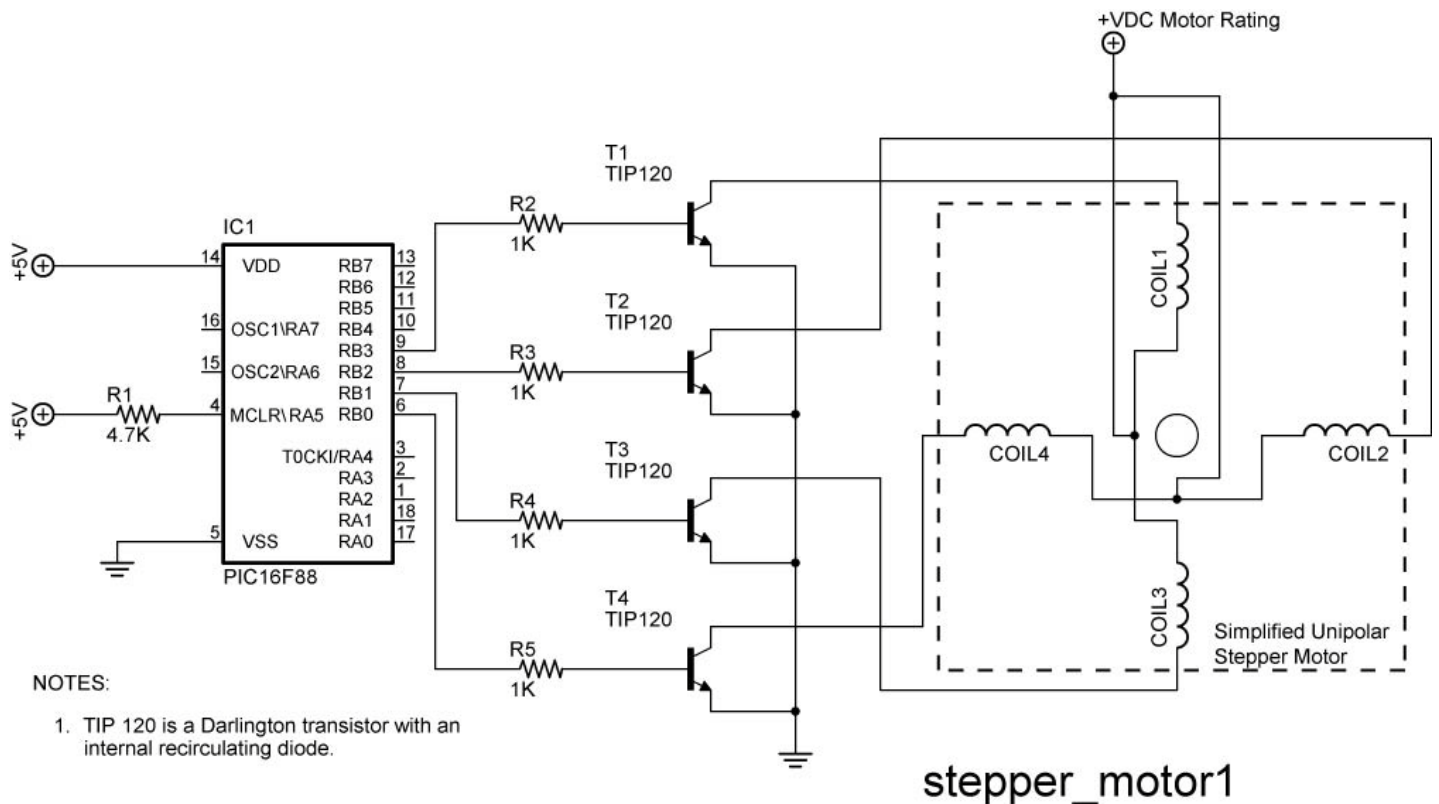 +VDC Motor Rating
T1
TIP120
R2
1K
IC1
+5V
14
VDD
RB7
13
RB6
12
RB5
11
16
OSC1\RA7
RB4
10
RB3
9
15
OSC2\RA6
RB2
8
RB1
7
+5V
R1
4.7K
4
MCLR\RA5
RB0
6
T0CKI/RA4
3
RA3
2
RA2
1
RA1
18
5
VSS
RA0
17
PIC16F88
T2
TIP120
R3
1K
T3
TIP120
R4
1K
T4
TIP120
R5
1K
COIL1
COIL4
COIL2
COIL3
Simplified Unipolar
Stepper Motor
NOTES:
1. TIP 120 is a Darlington transistor with an
internal recirculating diode.
stepper_motor1